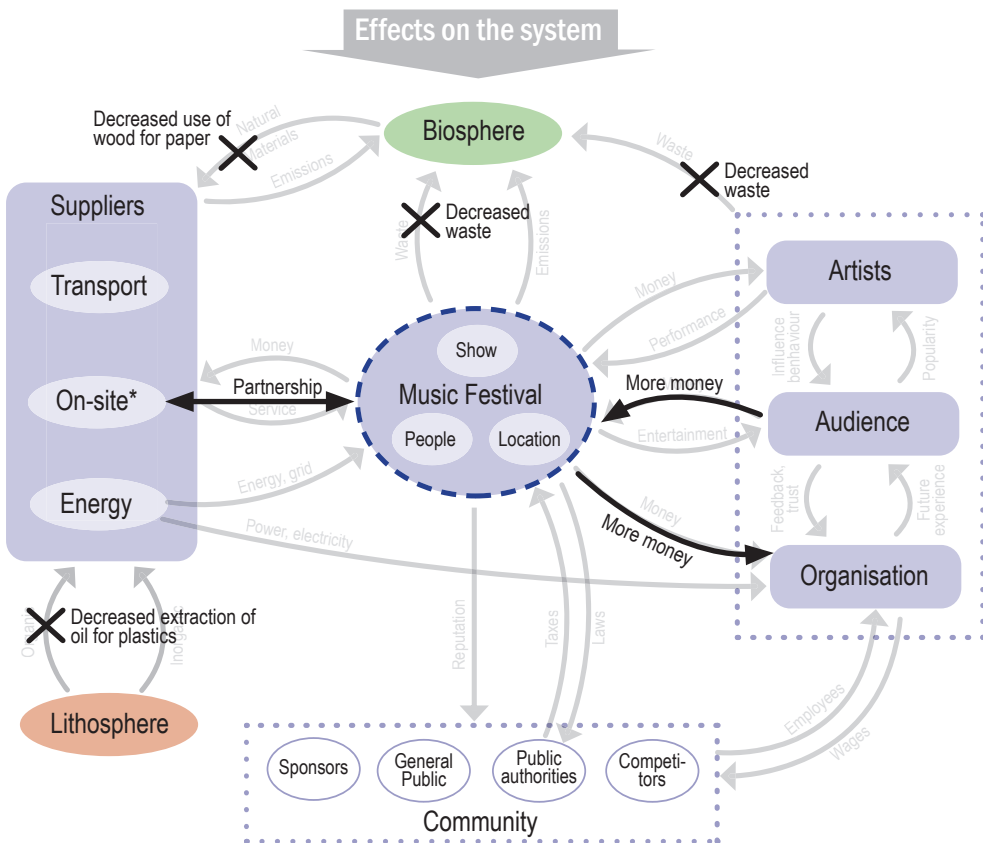 Effects on the system
Decreased use of
wood for paper
Natural
Materials
Emissions
Biosphere
Waste
Decreased
waste
Waste
Decreased
waste
Emissions
Suppliers
Transport
On-site*
Energy
Money
Partnership
Service
Energy, grid
Power, electricity
Show
Music Festival
People
Location
Money
Performance
More money
Entertainment
Money
More money
Artists
Influence
benhaviour
Popularity
Audience
Feedback,
trust
Future
experience
Organisation
Organic
Decreased extraction of
oil for plastics
Inorganic
Lithosphere
Reputation
Taxes
Laws
Employees
Wages
Sponsors
General
Public
Public
authorities
Competi-
tors
Community